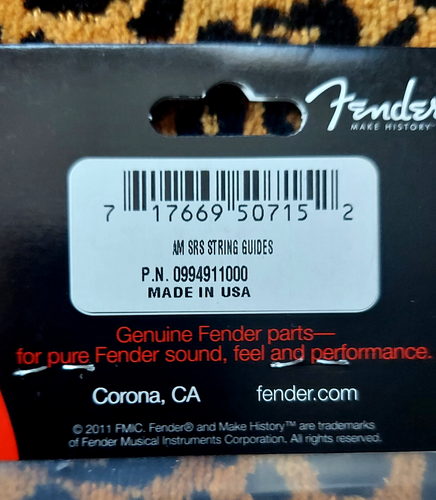 Fender
MAKE HISTORY™
7 17669 50715 2
AM SRS STRING GUIDES
P.N. 0994911000
MADE IN USA
Genuine Fender parts—
for pure Fender sound, feel and performance.
Corona, CA fender.com
© 2011 FMIC. Fender® and Make History™ are trademarks
of Fender Musical Instruments Corporation. All rights reserved.